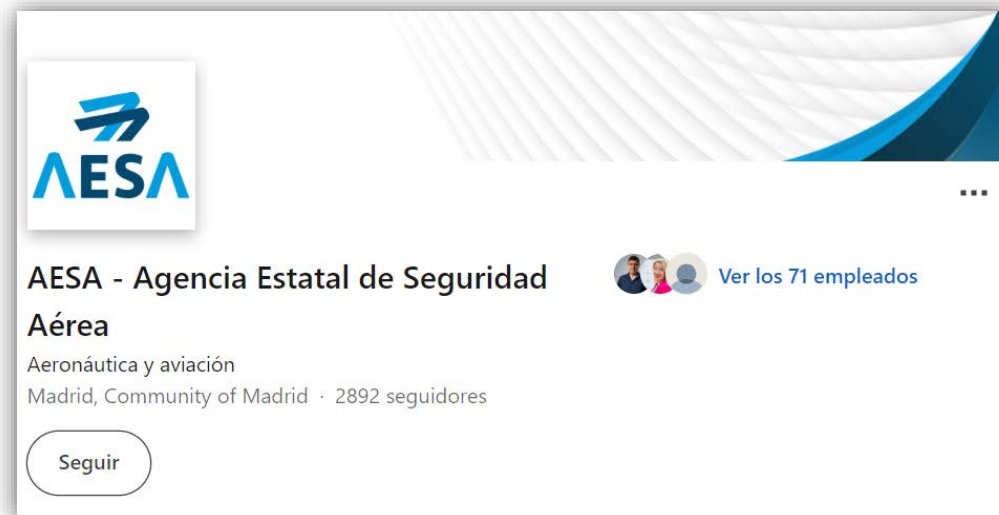 AESA
AESA - Agencia Estatal de Seguridad
Aérea
Ver los 71 empleados
Aeronáutica y aviación
Madrid, Community of Madrid · 2892 seguidores
Seguir